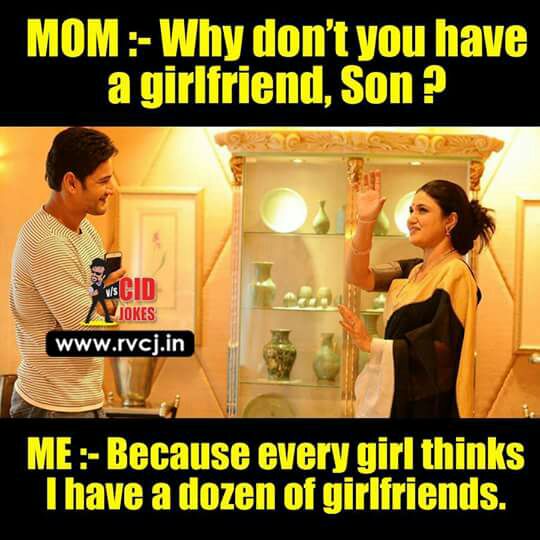 MOM :- Why don't you have
a girlfriend, Son ?
V/S CID
JOKES
www.rvcj.in
ME :- Because every girl thinks
I have a dozen of girlfriends.